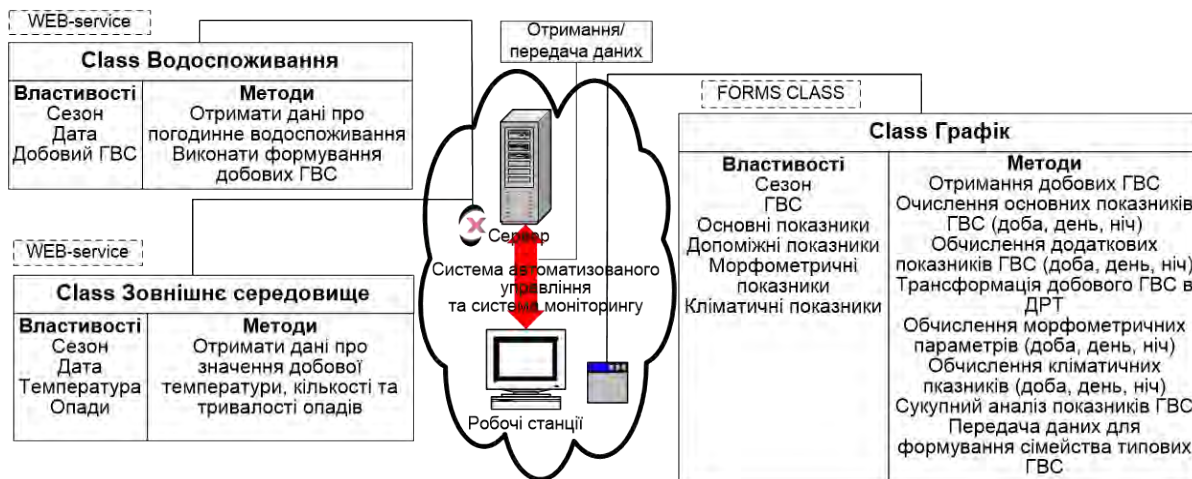 WEB-service
Class Водоспоживання
Властивості
Сезон
Дата
Добовий ГВС
Методи
Отримати дані про
погодинне водоспоживання
Виконати формування
добових ГВС
WEB-service
Class Зовнішнє середовище
Властивості
Сезон
Дата
Температура
Опади
Методи
Отримати дані про
значення добової
температури, кількості та
тривалості опадів
Отримання/
передача даних
Сервер
Система автоматизованого
управління
та система моніторингу
Робочі станції
FORMS CLASS
Class Графік
Властивості
Сезон
ГВС
Основні показники
Допоміжні показники
Морфометричні
показники
Кліматичні показники
Методи
Отримання добових ГВС
Очислення основних показників
ГВС (доба, день, ніч)
Обчислення додаткових
показників ГВС (доба, день, ніч)
Трансформація добового ГВС в
ДРТ
Обчислення морфометричних
параметрів (доба, день, ніч)
Обчислення кліматичних
пказників (доба, день, ніч)
Сукупний аналіз показників ГВС
Передача даних для
формування сімейства типових
ГВС